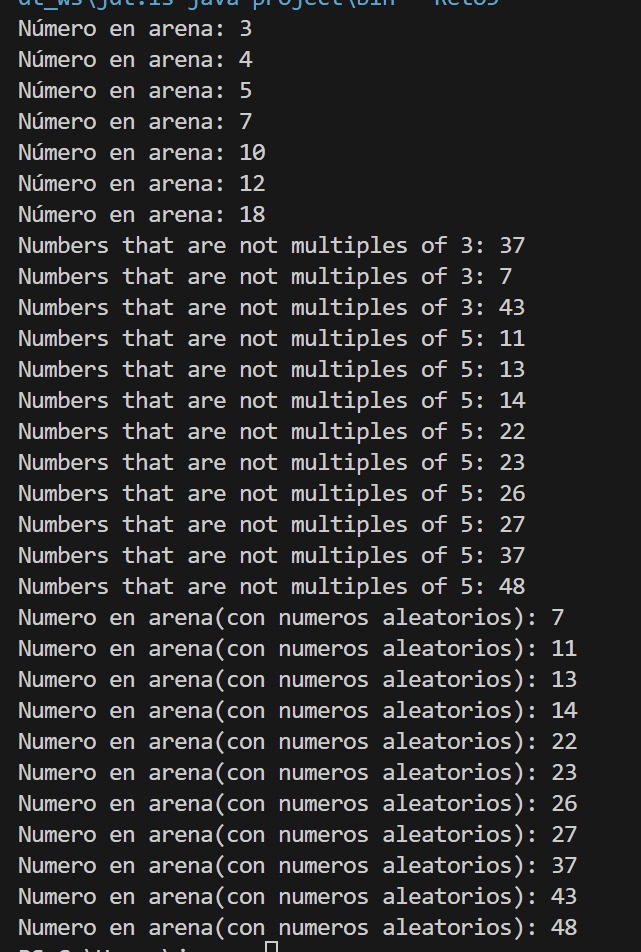 ut_ws\jdt.ls-java-project\bin' 'Reto9'
Número en arena: 3
Número en arena: 4
Número en arena: 5
Número en arena: 7
Número en arena: 10
Número en arena: 12
Número en arena: 18
Numbers that are not multiples of 3: 37
Numbers that are not multiples of 3: 7
Numbers that are not multiples of 3: 43
Numbers that are not multiples of 5: 11
Numbers that are not multiples of 5: 13
Numbers that are not multiples of 5: 14
Numbers that are not multiples of 5: 22
Numbers that are not multiples of 5: 23
Numbers that are not multiples of 5: 26
Numbers that are not multiples of 5: 27
Numbers that are not multiples of 5: 37
Numbers that are not multiples of 5: 48
Numero en arena(con numeros aleatorios): 7
Numero en arena(con numeros aleatorios): 11
Numero en arena(con numeros aleatorios): 13
Numero en arena(con numeros aleatorios): 14
Numero en arena(con numeros aleatorios): 22
Numero en arena(con numeros aleatorios): 23
Numero en arena(con numeros aleatorios): 26
Numero en arena(con numeros aleatorios): 27
Numero en arena(con numeros aleatorios): 37
Numero en arena(con numeros aleatorios): 43
Numero en arena(con numeros aleatorios): 48